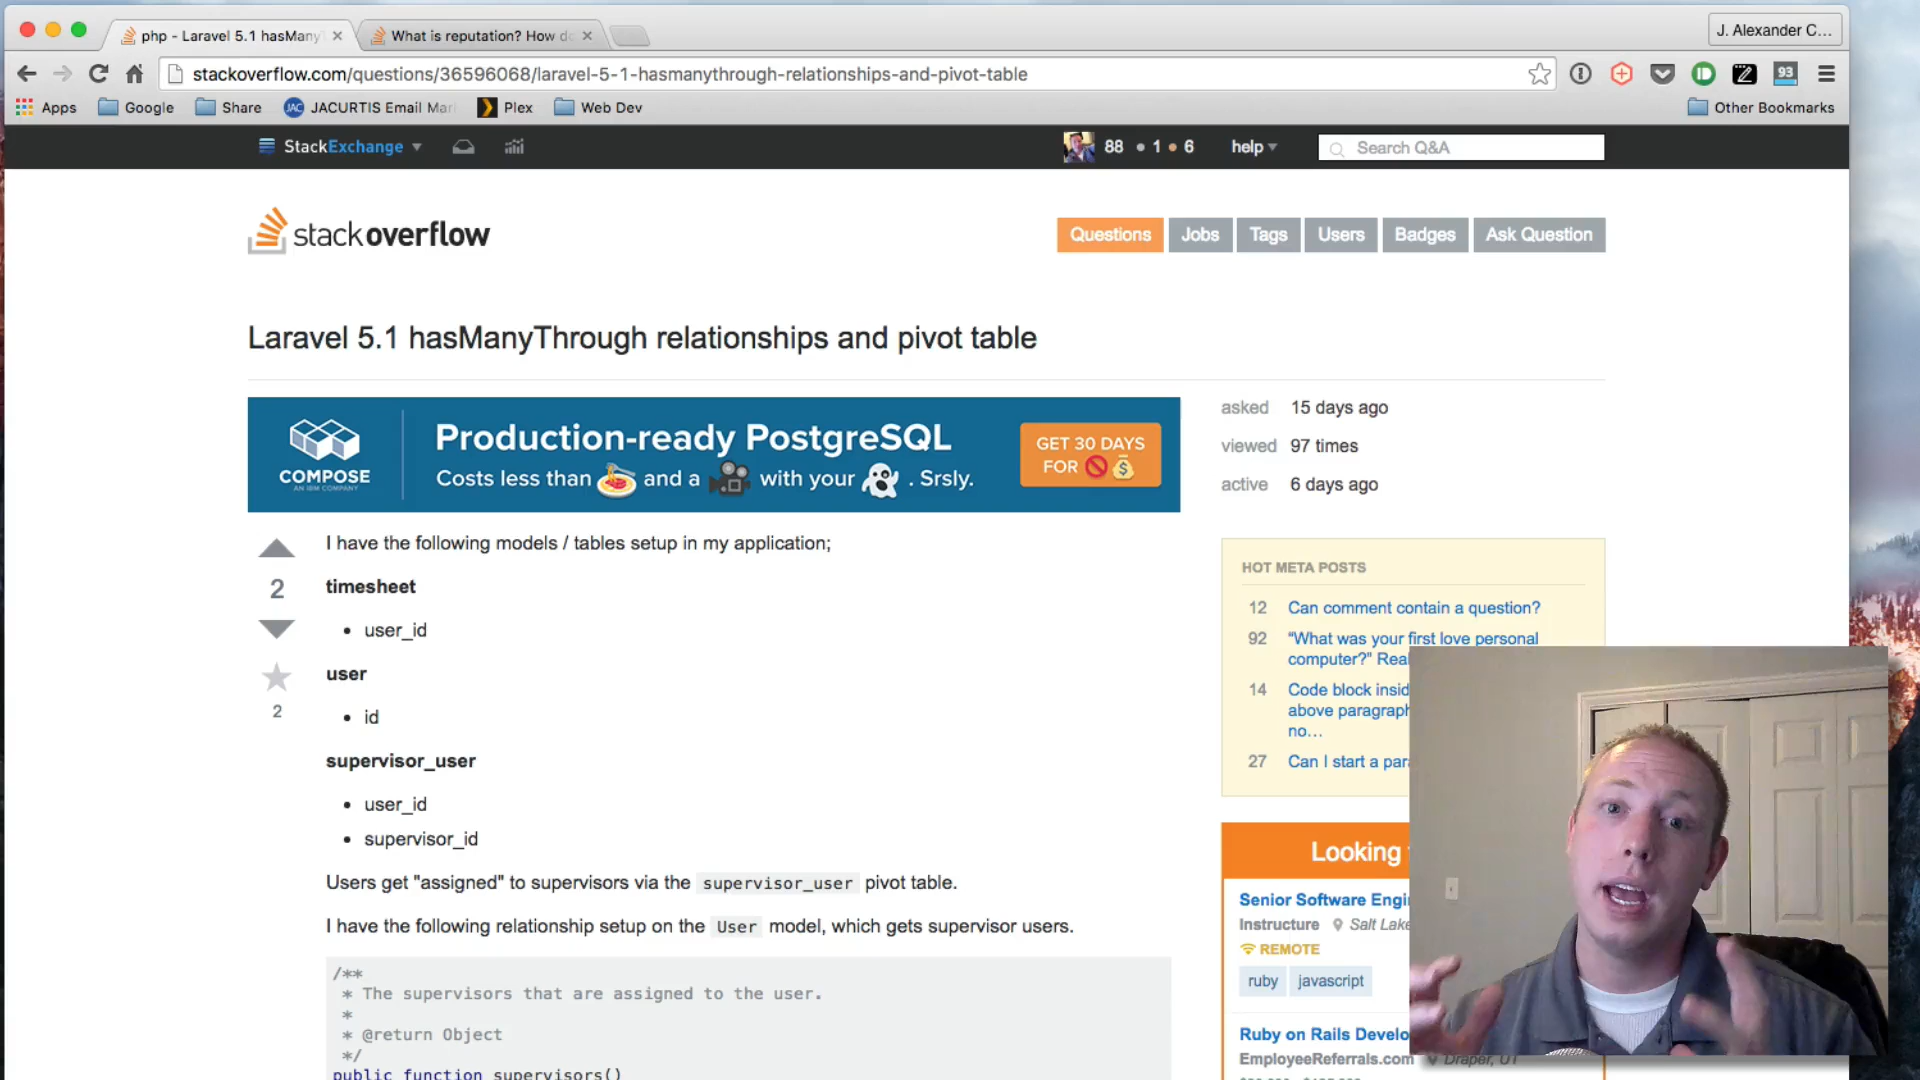 php - Laravel 5.1 hasMany
What is reputation? How do
J. Alexander C...
stackoverflow.com/questions/36596068/laravel-5-1-hasmanythrough-relationships-and-pivot-table
93
Apps
Google
Share
JAC
JACURTIS Email Mar
Plex
Web Dev
Other Bookmarks
StackExchange
88 1 6
help
Search Q&A
stackoverflow
Questions
Jobs
Tags
Users
Badges
Ask Question
Laravel 5.1 hasManyThrough relationships and pivot table
COMPOSE
AN IBM COMPANY
Production-ready PostgreSQL
Costs less than and a with your . Srsly.
GET 30 DAYS
FOR
asked 15 days ago
viewed 97 times
active 6 days ago
I have the following models / tables setup in my application;
2
timesheet
user_id
user
2
id
supervisor_user
user_id
supervisor_id
Users get "assigned" to supervisors via the supervisor_user pivot table.
I have the following relationship setup on the User model, which gets supervisor users.
/**
* The supervisors that are assigned to the user.
*
* @return Object
*/
public function supervisors()
HOT META POSTS
12 Can comment contain a question?
92 “What was your first love personal
computer?” Rea
14 Code block insid
above paragraph
no...
27 Can I start a par
Looking
Senior Software Engi
Instructure Salt Lake
REMOTE
ruby
javascript
Ruby on Rails Develo
EmployeeReferrals.com Draper, UT